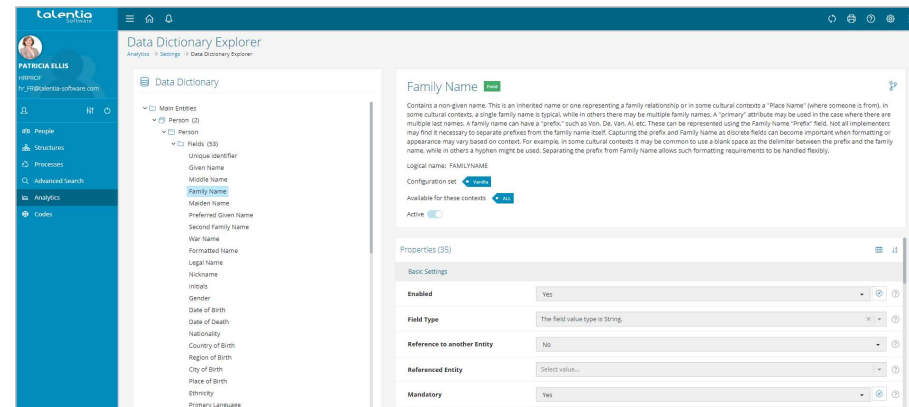 talentia
Software
PATRICIA ELLIS
HRPROF
hr_FR@talentia-software.com
People
Structures
Processes
Advanced Search
Analytics
Codes
Data Dictionary Explorer
Analytics > Settings > Data Dictionary Explorer
Data Dictionary
Main Entities
Person (2)
Person
Fields (53)
Unique Identifier
Given Name
Middle Name
Family Name
Maiden Name
Preferred Given Name
Second Family Name
War Name
Formatted Name
Legal Name
Nickname
Initials
Gender
Date of Birth
Date of Death
Nationality
Country of Birth
Region of Birth
City of Birth
Place of Birth
Ethnicity
Primary Language
Family Name Field
Contains a non-given name. This is an inherited name or one representing a family relationship or in some cultural contexts a "Place Name" (where someone is from). In
some cultural contexts, a single family name is typical, while in others there may be multiple family names. A "primary" attribute may be used in the case where there are
multiple last names. A family name can have a "prefix," such as Von, De, Van, Al, etc. These can be represented using the Family Name "Prefix" field. Not all implementers
may find it necessary to separate prefixes from the family name itself. Capturing the prefix and Family Name as discrete fields can become important when formatting or
appearance may vary based on context. For example, in some cultural contexts it may be common to use a blank space as the delimiter between the prefix and the family
name, while in others a hyphen might be used. Separating the prefix from Family Name allows such formatting requirements to be handled flexibly.
Logical name: FAMILYNAME
Configuration set Vanilla
Available for these contexts ALL
Active
Properties (35)
Basic Settings
Enabled Yes
Field Type The field value type is String.
Reference to another Entity No
Referenced Entity Select value...
Mandatory Yes